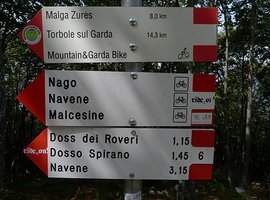 Malga Zures 8,0 km
Torbole sul Garda 14,3 km
Mountain&Garda Bike
Nago
Navene
Malcesine
Doss dei Roveri 1,15
Dosso Spirano 1,45 6
Navene 3,15